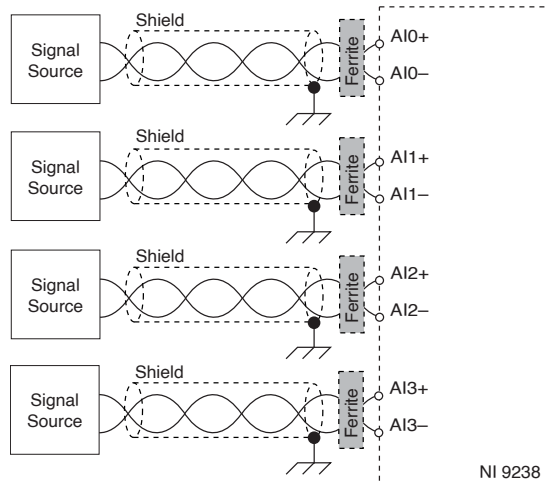 Shield
Signal
Source
Ferrite
AI0+
AI0–
Shield
Signal
Source
Ferrite
AI1+
AI1–
Shield
Signal
Source
Ferrite
AI2+
AI2–
Shield
Signal
Source
Ferrite
AI3+
AI3–
NI 9238